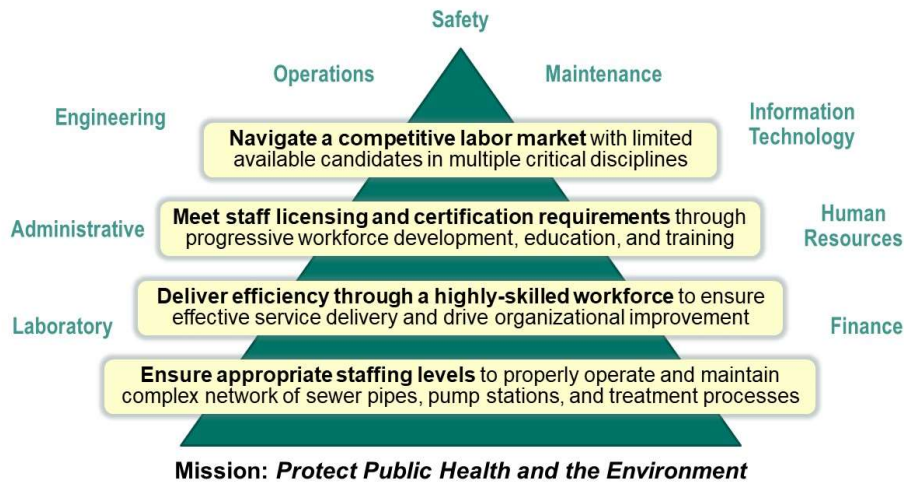 Safety
Operations
Maintenance
Engineering
Information
Technology
Navigate a competitive labor market with limited
available candidates in multiple critical disciplines
Administrative
Meet staff licensing and certification requirements through
progressive workforce development, education, and training
Human
Resources
Laboratory
Deliver efficiency through a highly-skilled workforce to ensure
effective service delivery and drive organizational improvement
Finance
Ensure appropriate staffing levels to properly operate and maintain
complex network of sewer pipes, pump stations, and treatment processes
Mission: Protect Public Health and the Environment